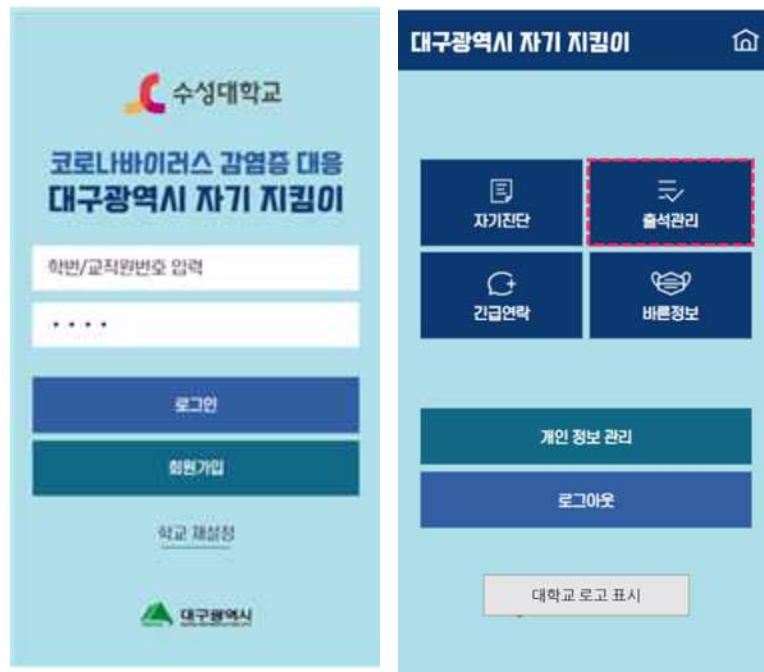 수성대학교
코로나바이러스 감염증 대응
대구광역시 자기 지킴이
학번/교직원번호 입력
로그인
회원가입
학교 재설정
대구광역시
대구광역시 자기 지킴이
자기진단
출석관리
긴급연락
바른정보
개인 정보 관리
로그아웃
대학교 로고 표시